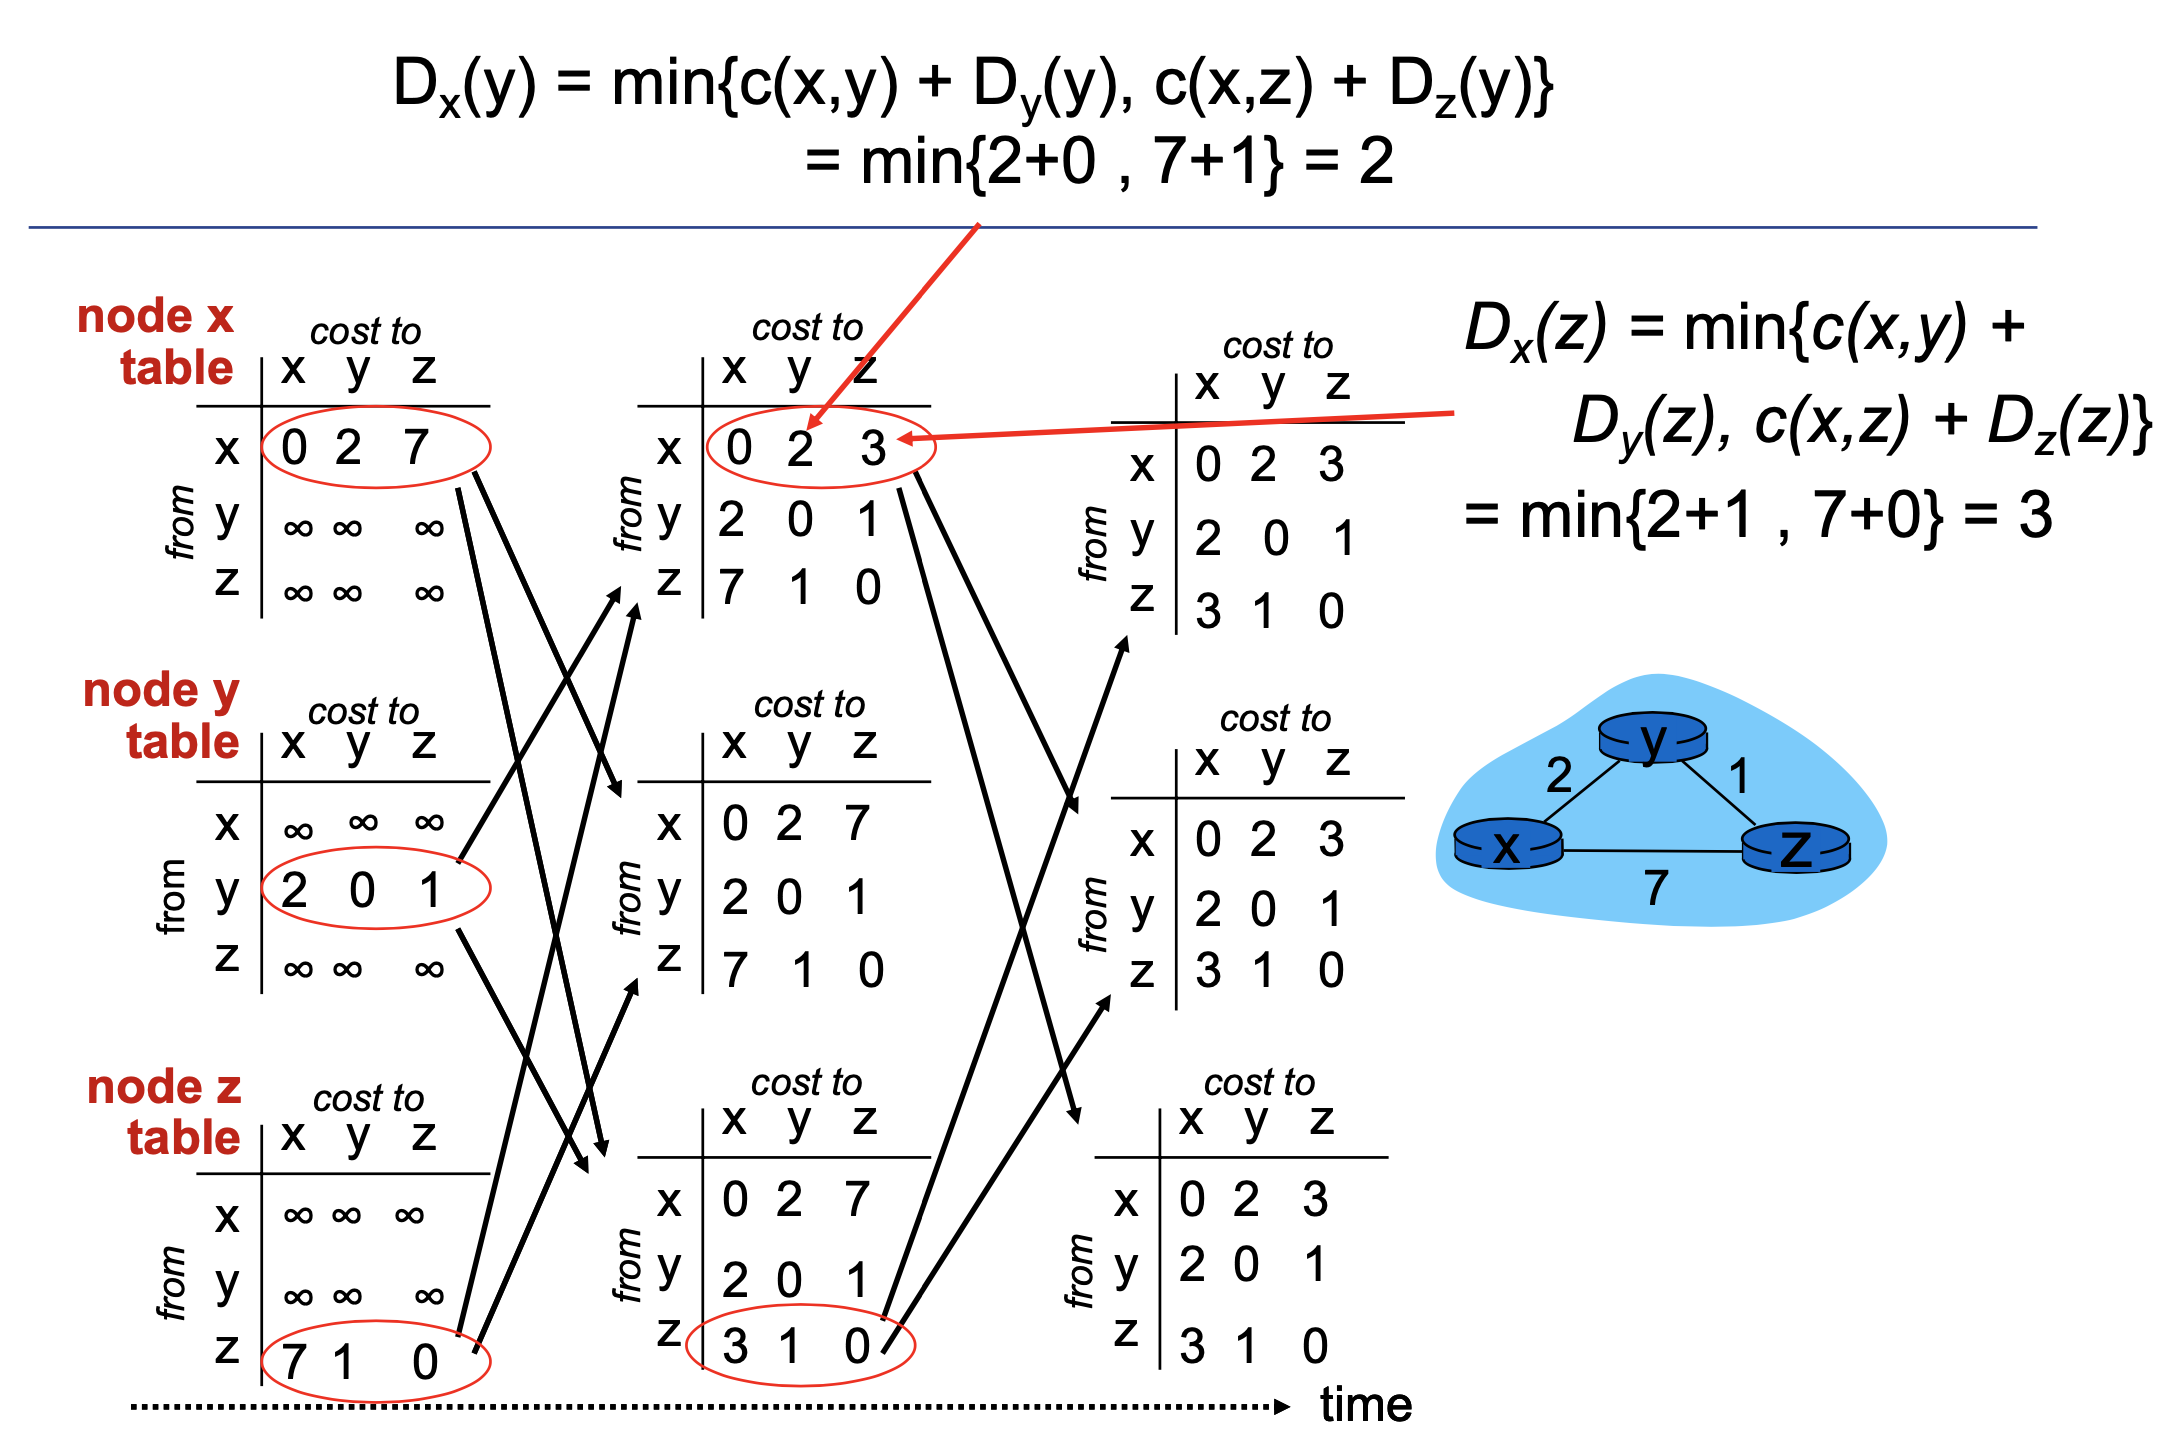 Dx(y) = min{c(x,y) + Dy(y), c(x,z) + Dz(y)}
= min{2+0 , 7+1} = 2
node x
table
cost to
x y z
from
x 0 2 7
y ∞ ∞ ∞
z ∞ ∞ ∞
cost to
x y z
from
x 0 2 3
y 2 0 1
z 7 1 0
cost to
x y z
from
x 0 2 3
y 2 0 1
z 3 1 0
Dx(z) = min{c(x,y) +
Dy(z), c(x,z) + Dz(z)}
= min{2+1 , 7+0} = 3
node y
table
cost to
x y z
from
x ∞ ∞ ∞
y 2 0 1
z ∞ ∞ ∞
cost to
x y z
from
x 0 2 7
y 2 0 1
z 7 1 0
cost to
x y z
from
x 0 2 3
y 2 0 1
z 3 1 0
y
2 1
x z
7
node z
table
cost to
x y z
from
x ∞ ∞ ∞
y ∞ ∞ ∞
z 7 1 0
cost to
x y z
from
x 0 2 7
y 2 0 1
z 3 1 0
cost to
x y z
from
x 0 2 3
y 2 0 1
z 3 1 0
time